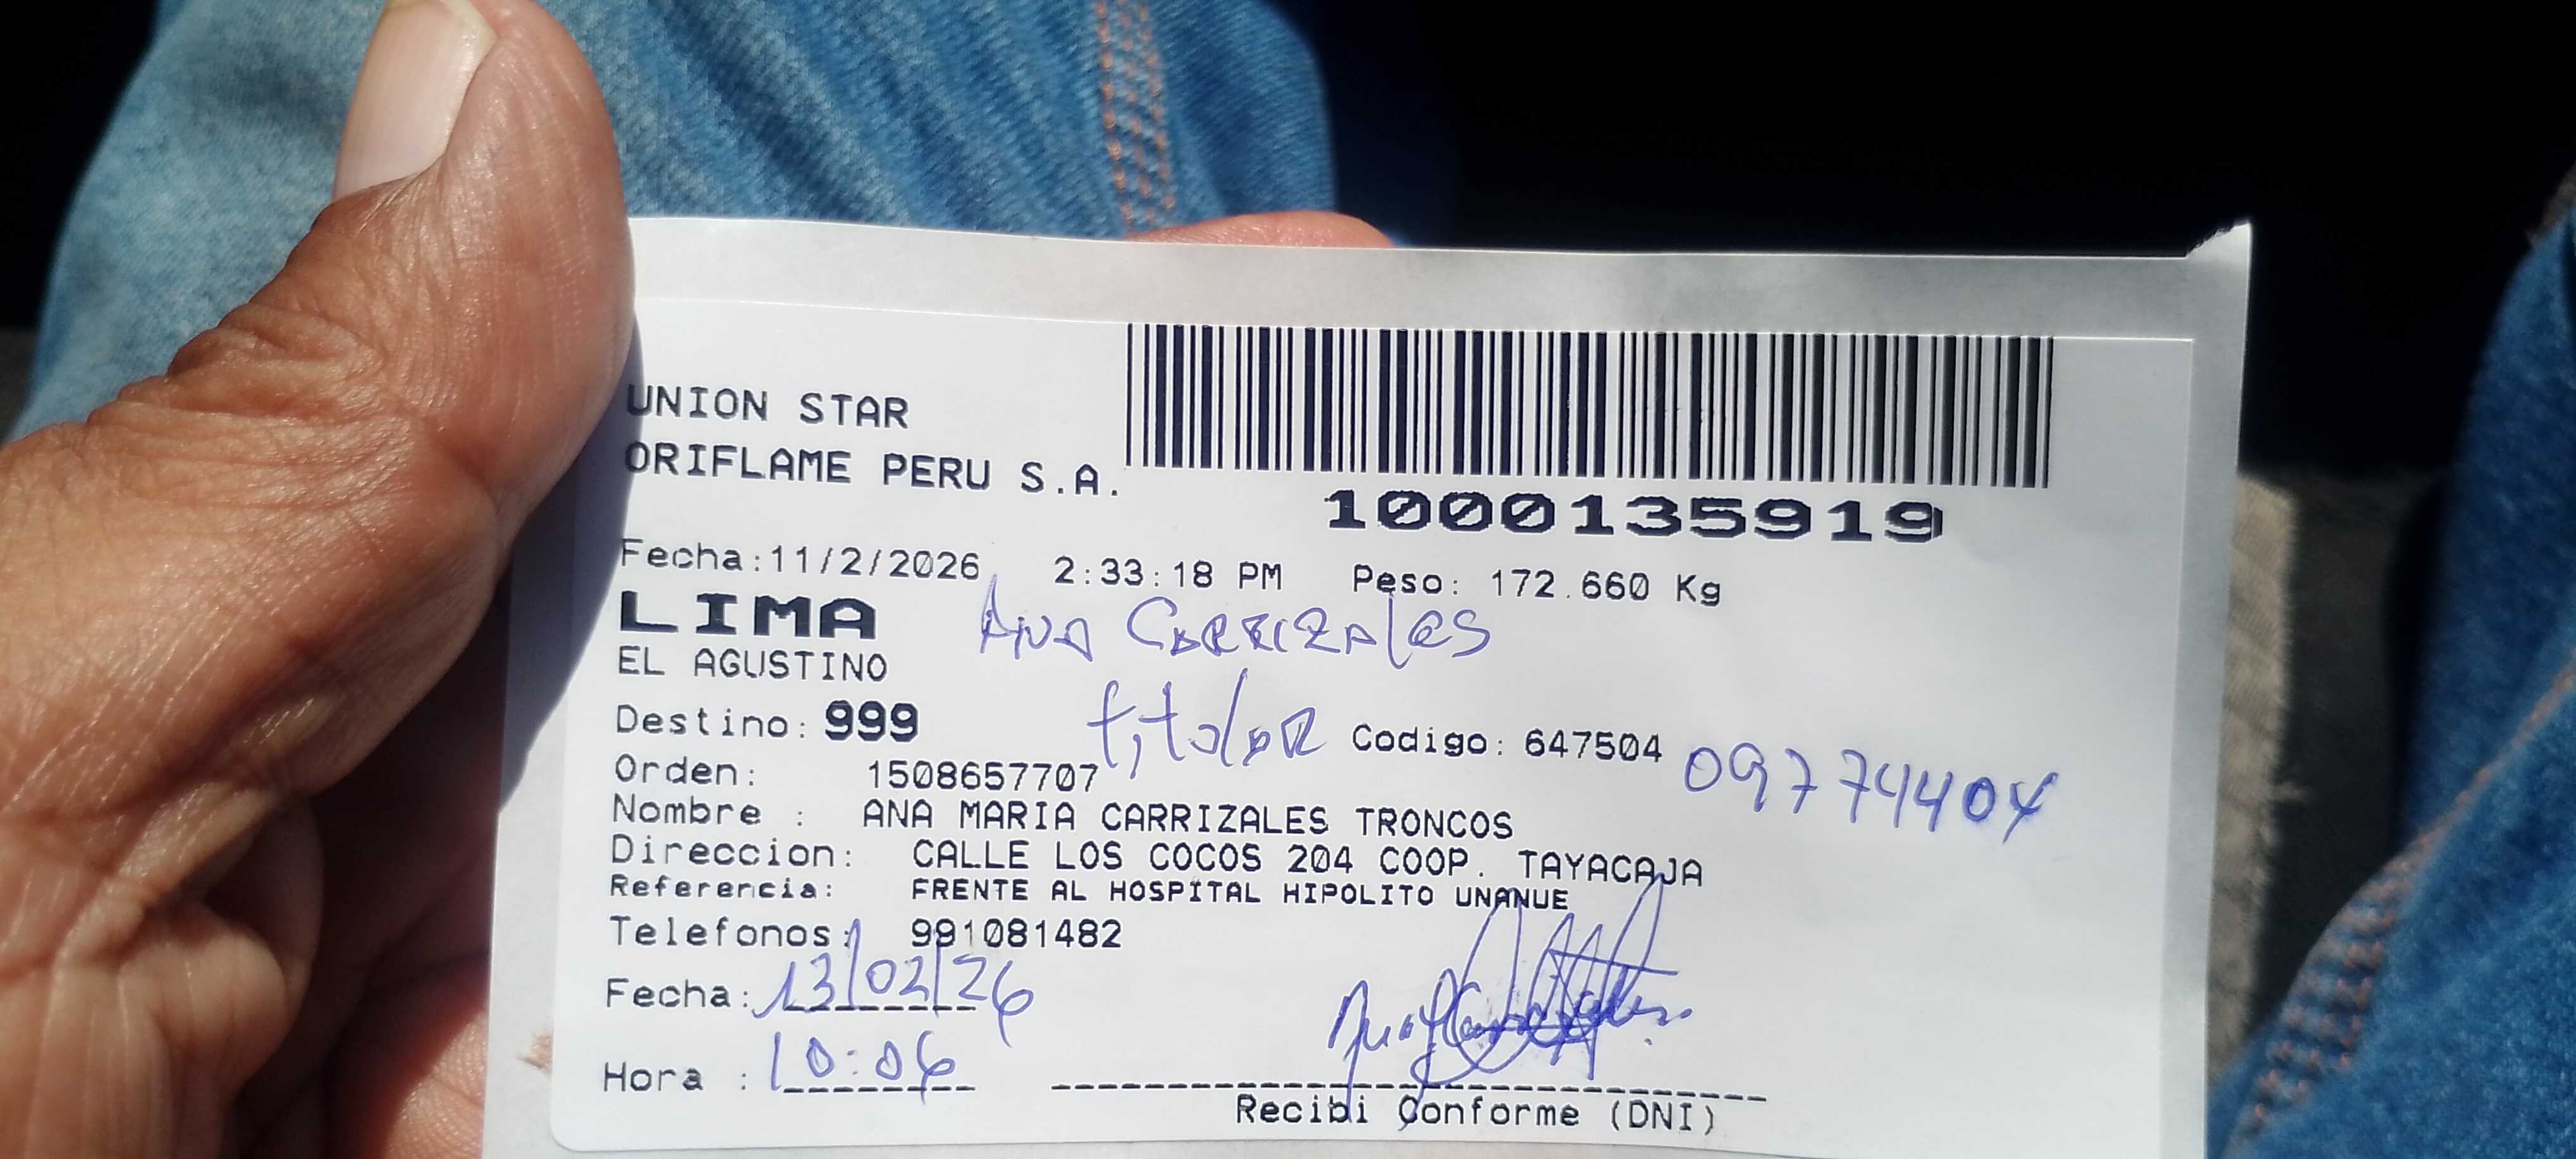 UNION STAR
ORIFLAME PERU S.A.
1000135919
Fecha:11/2/2026 2:33:18 PM Peso: 172.660 Kg
LIMA
Ana Carrizales
EL AGUSTINO
Destino: 999
titolar Codigo: 647504
09774404
Orden: 1508657707
Nombre : ANA MARIA CARRIZALES TRONCOS
Direccion: CALLE LOS COCOS 204 COOP. TAYACAJA
Referencia: FRENTE AL HOSPITAL HIPOLITO UNANUE
Telefonos: 991081482
Fecha: 13/02/26
Hora : 10:06
Recibi Conforme (DNI)